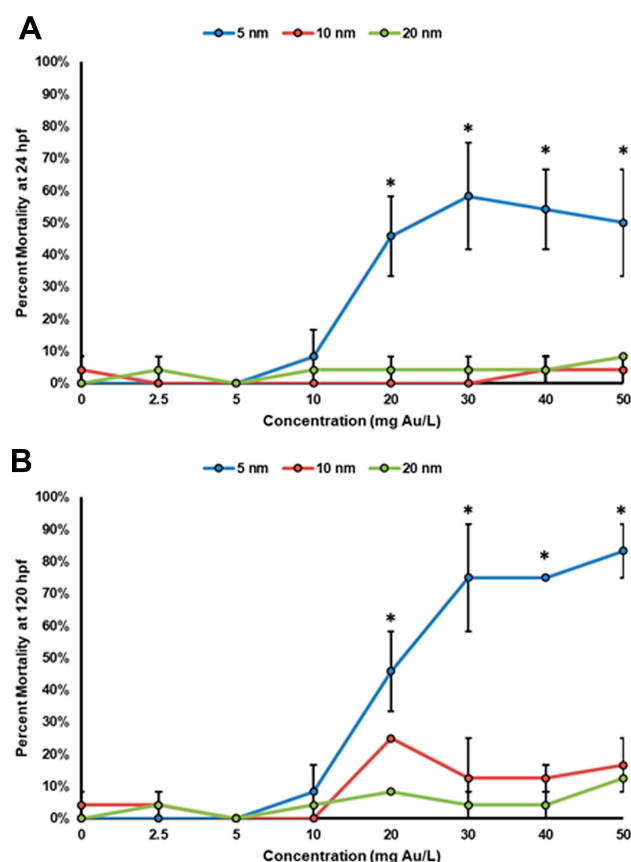 A
5 nm 10 nm 20 nm
100%
90%
80%
70%
60%
50%
40%
30%
20%
10%
0%
Percent Mortality at 24 hpf
* * * *
0 2.5 5 10 20 30 40 50
Concentration (mg Au/L)
B
5 nm 10 nm 20 nm
100%
90%
80%
70%
60%
50%
40%
30%
20%
10%
0%
Percent Mortality at 120 hpf
* * * *
0 2.5 5 10 20 30 40 50
Concentration (mg Au/L)